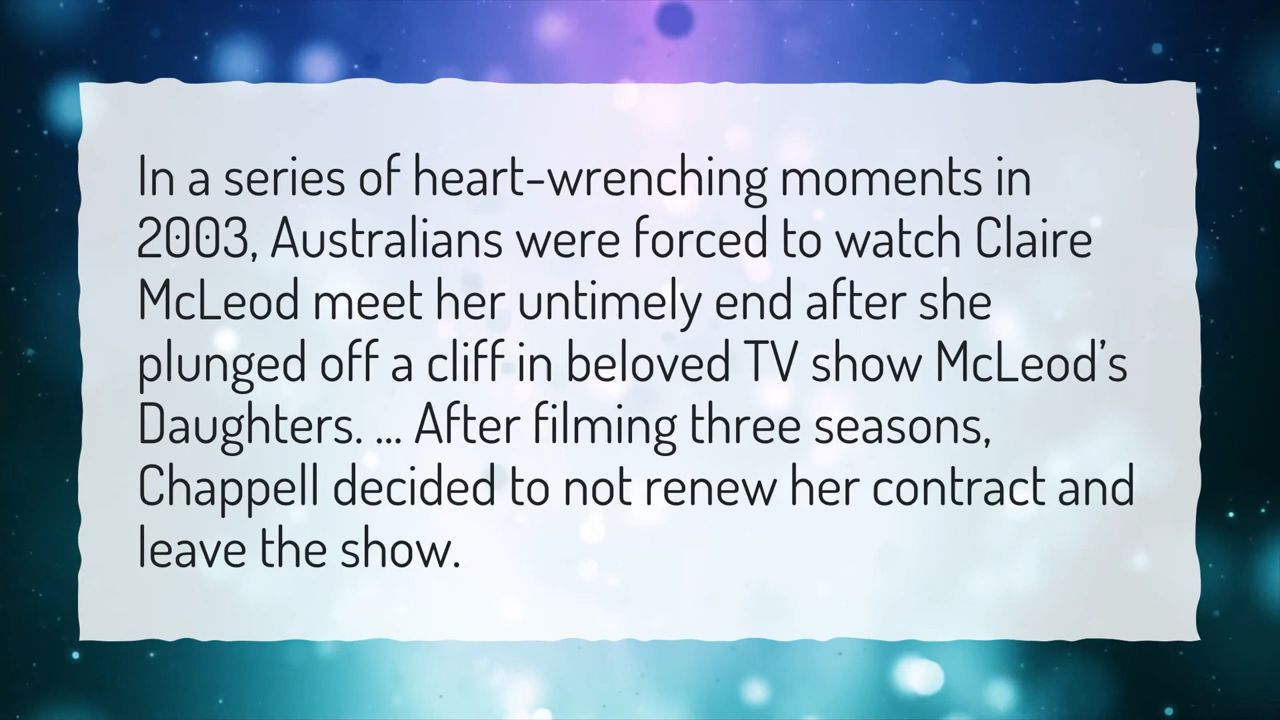 In a series of heart-wrenching moments in
2003, Australians were forced to watch Claire
McLeod meet her untimely end after she
plunged off a cliff in beloved TV show McLeod’s
Daughters. ... After filming three seasons,
Chappell decided to not renew her contract and
leave the show.